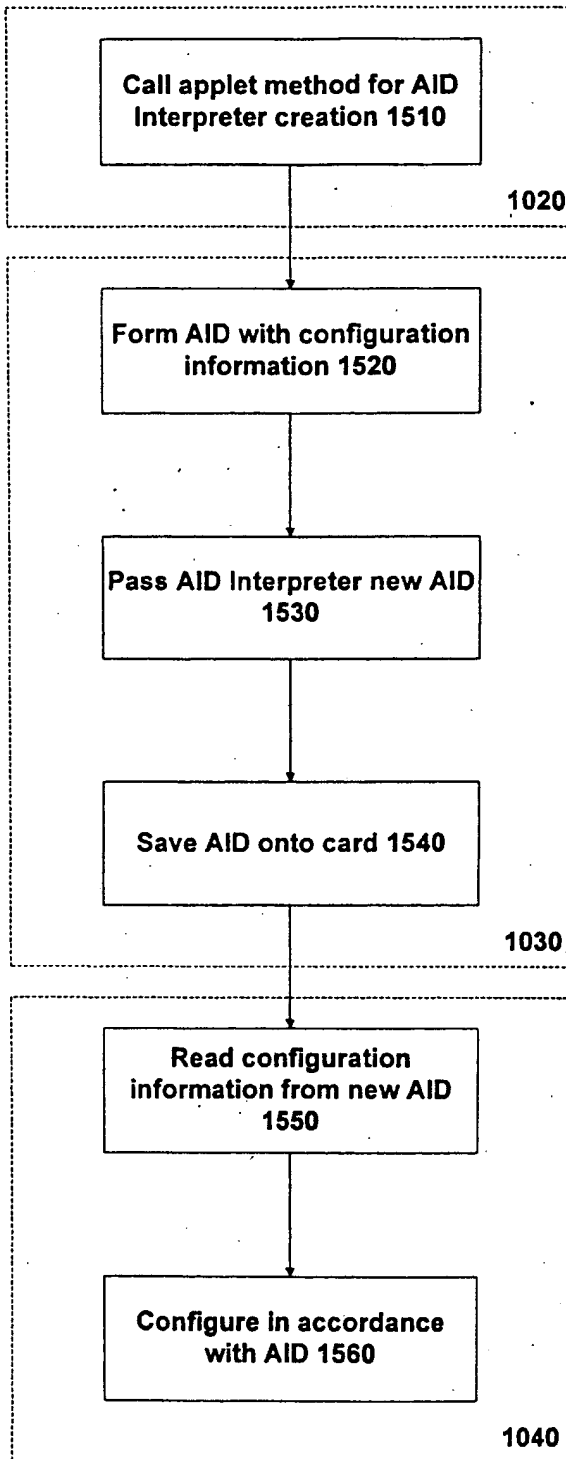 Call applet method for AID
Interpreter creation 1510
1020
Form AID with configuration
information 1520
Pass AID Interpreter new AID
1530
Save AID onto card 1540
1030
Read configuration
information from new AID
1550
Configure in accordance
with AID 1560
1040